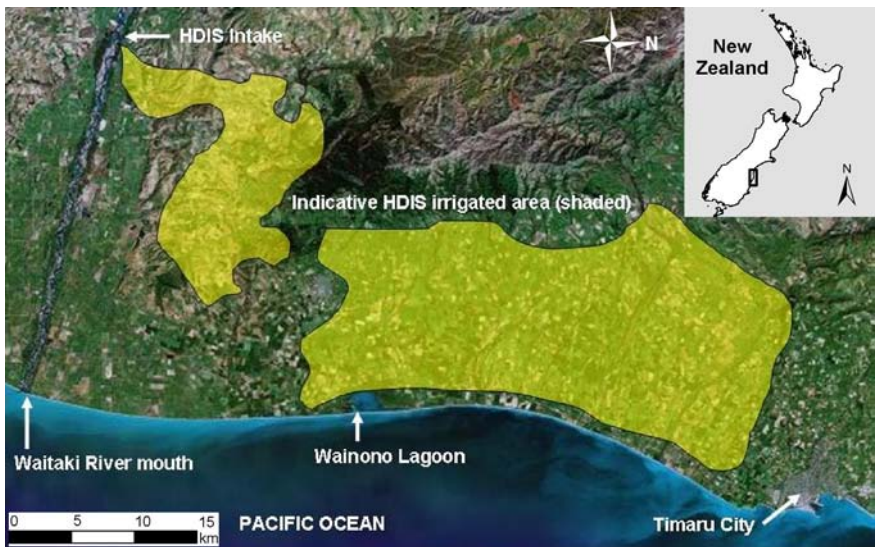 HDIS Intake
N
New
Zealand
N
Indicative HDIS irrigated area (shaded)
Waitaki River mouth
Wainono Lagoon
Timaru City
0 5 10 15
km
PACIFIC OCEAN